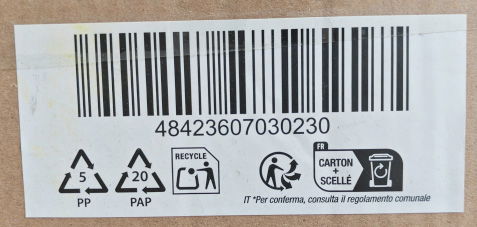 48423607030230
5
PP
20
PAP
RECYCLE
FR
CARTON
+
SCELLÉ
IT *Per conferma, consulta il regolamento comunale